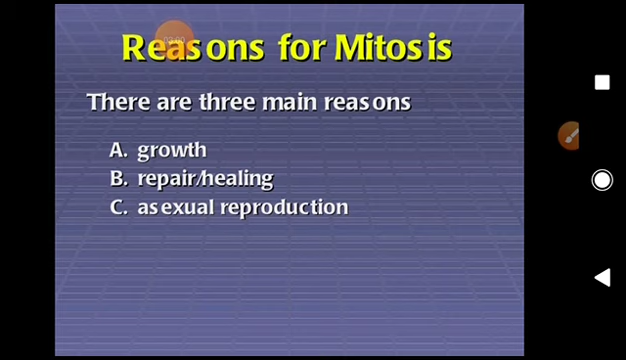 Reasons for Mitosis
There are three main reasons
A. growth
B. repair/healing
C. asexual reproduction